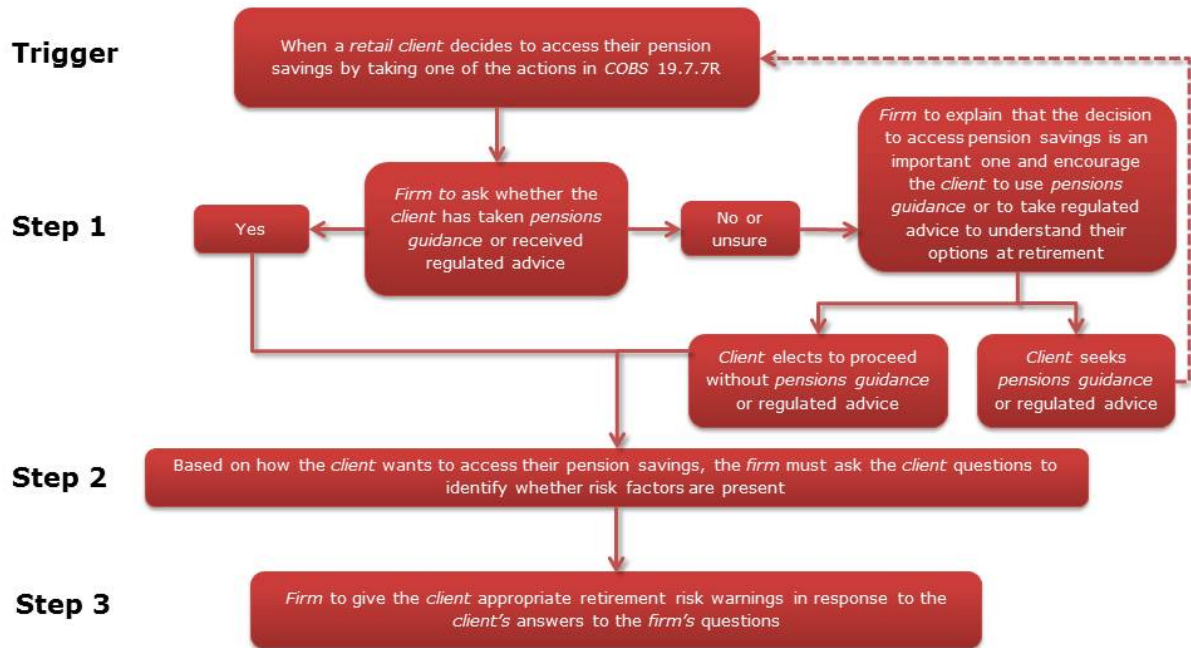 Trigger
When a retail client decides to access their pension
savings by taking one of the actions in COBS 19.7.7R
Step 1
Yes
Firm to ask whether the
client has taken pensions
guidance or received
regulated advice
No or
unsure
Firm to explain that the decision
to access pension savings is an
important one and encourage
the client to use pensions
guidance or to take regulated
advice to understand their
options at retirement
Client elects to proceed
without pensions guidance
or regulated advice
Client seeks
pensions guidance
or regulated advice
Step 2
Based on how the client wants to access their pension savings, the firm must ask the client questions to
identify whether risk factors are present
Step 3
Firm to give the client appropriate retirement risk warnings in response to the
client's answers to the firm's questions